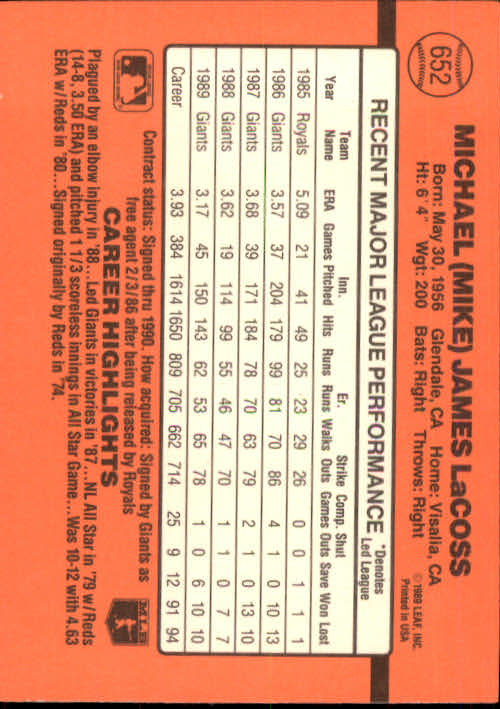 652
MICHAEL (MIKE) JAMES LaCOSS
Born: May 30, 1956 Glendale, CA Home: Visalia, CA
Ht: 6' 4" Wgt: 200 Bats: Right Throws: Right
©1989 LEAF, INC.
Printed in USA
RECENT MAJOR LEAGUE PERFORMANCE *Denotes Led League
Team Inn. Er. Strike Comp. Shut
Year Name ERA Games Pitched Hits Runs Runs Walks Outs Games Outs Save Won Lost
1985 Royals 5.09 21 41 49 25 23 29 26 0 0 1 1 1
1986 Giants 3.57 37 204 179 99 81 70 86 4 1 0 10 13
1987 Giants 3.68 39 171 184 78 70 63 79 2 1 0 13 10
1988 Giants 3.62 19 114 99 55 46 47 70 1 1 0 7 7
1989 Giants 3.17 45 150 143 62 53 65 78 1 0 6 10 10
Career 3.93 384 1614 1650 809 705 662 714 25 9 12 91 94
Contract status: Signed thru 1990. How acquired: Signed by Giants as
free agent 2/3/86 after being released by Royals
MLB
CAREER HIGHLIGHTS
Plagued by an elbow injury in '88...Led Giants in victories in '87...NL All Star in '79 w/Reds
(14-8, 3.50 ERA) and pitched 1 1/3 scoreless innings in All Star Game...Was 10-12 with 4.63
ERA w/Reds in '80...Signed originally by Reds in '74.